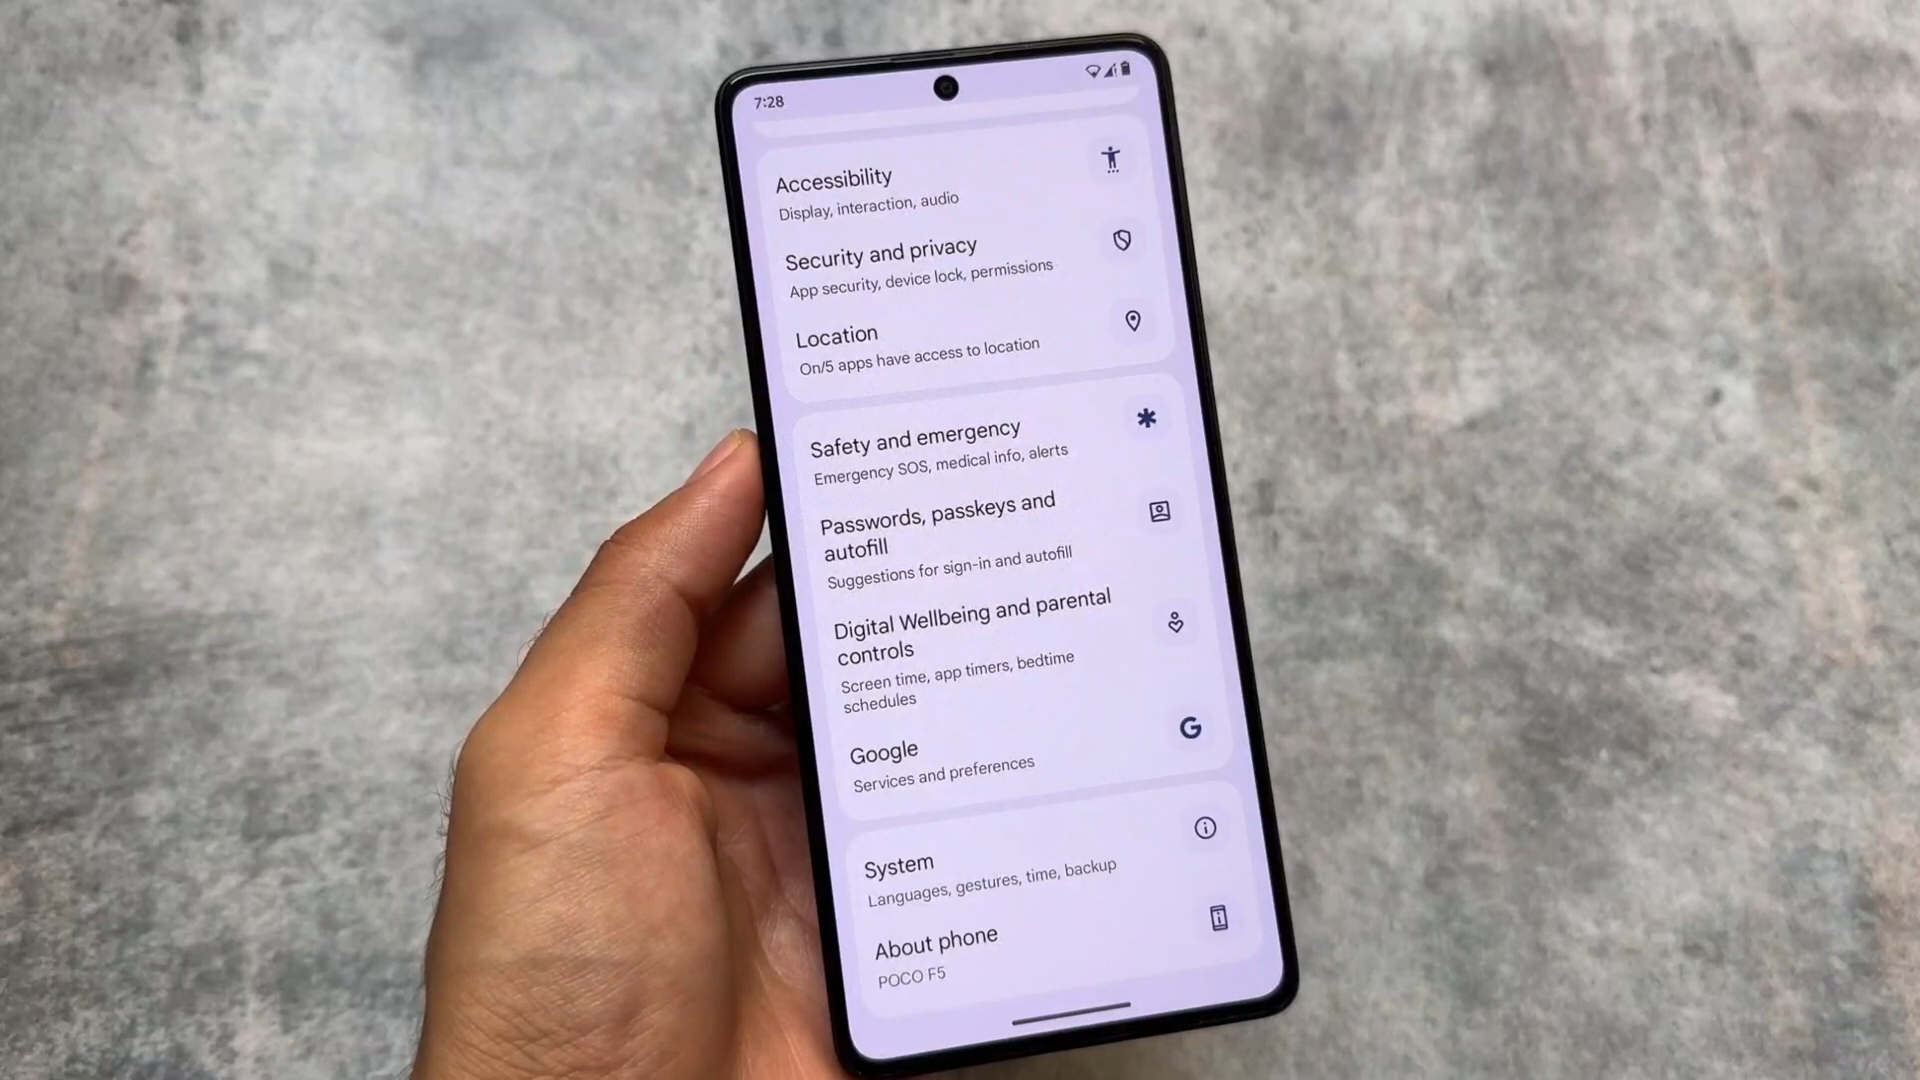 7:28
Accessibility
Display, interaction, audio
Security and privacy
App security, device lock, permissions
Location
On/5 apps have access to location
Safety and emergency
Emergency SOS, medical info, alerts
Passwords, passkeys and
autofill
Suggestions for sign-in and autofill
Digital Wellbeing and parental
controls
Screen time, app timers, bedtime
schedules
Google
Services and preferences
G
System
Languages, gestures, time, backup
About phone
POCO F5